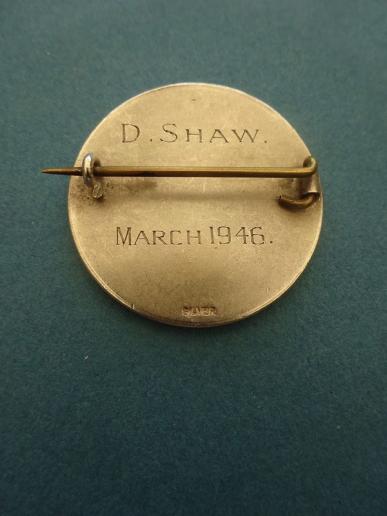 D. SHAW.
MARCH 1946.
SILVER